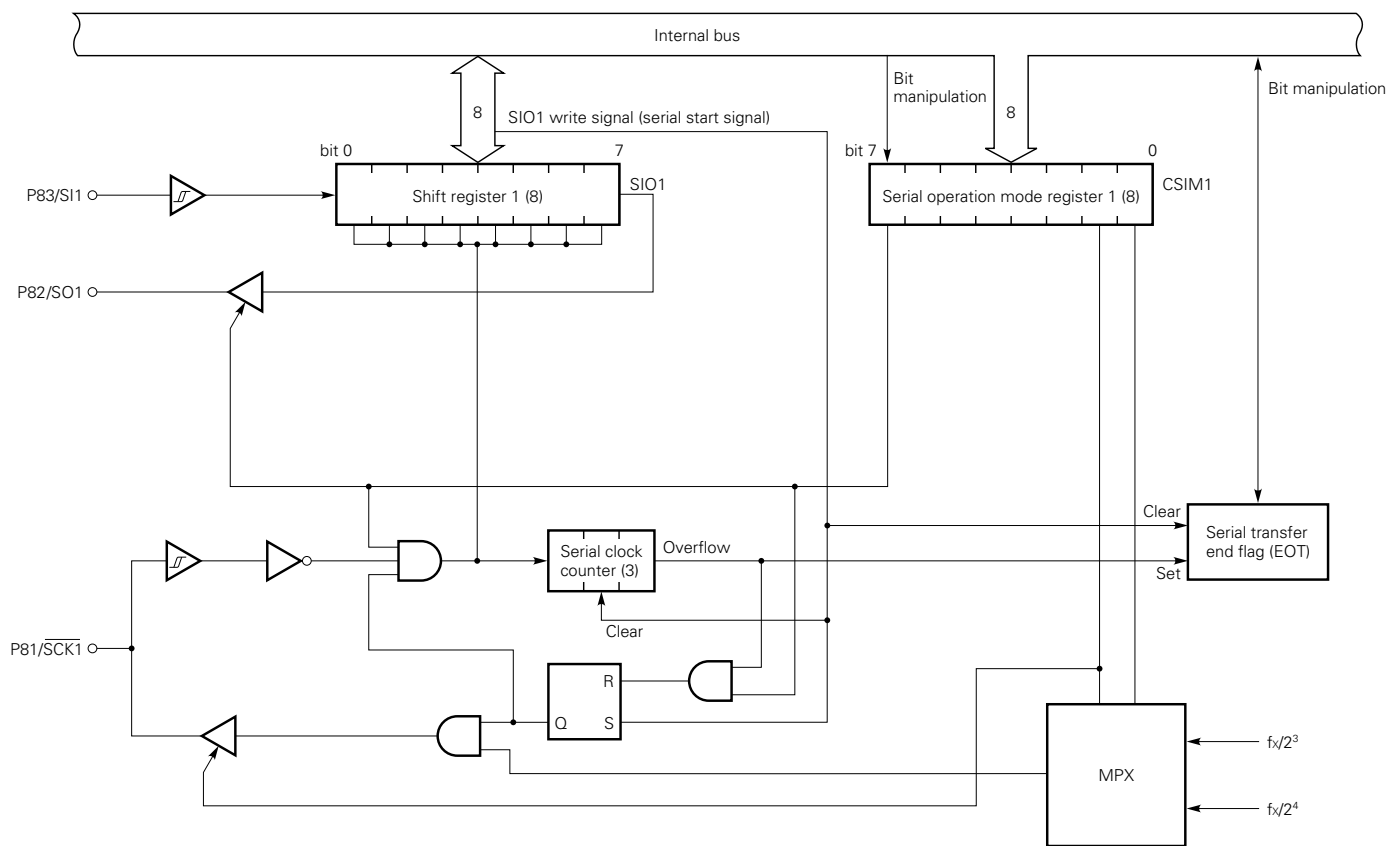 Internal bus
Bit
manipulation
Bit manipulation
8
8
SIO1 write signal (serial start signal)
bit 0
7
bit 7
0
P83/SI1
Shift register 1 (8)
SIO1
Serial operation mode register 1 (8)
CSIM1
P82/SO1
Clear
Serial transfer
end flag (EOT)
Set
Serial clock
counter (3)
Overflow
Clear
P81/S̅C̅K̅1̅
R
Q
S
MPX
fx/2³
fx/2⁴